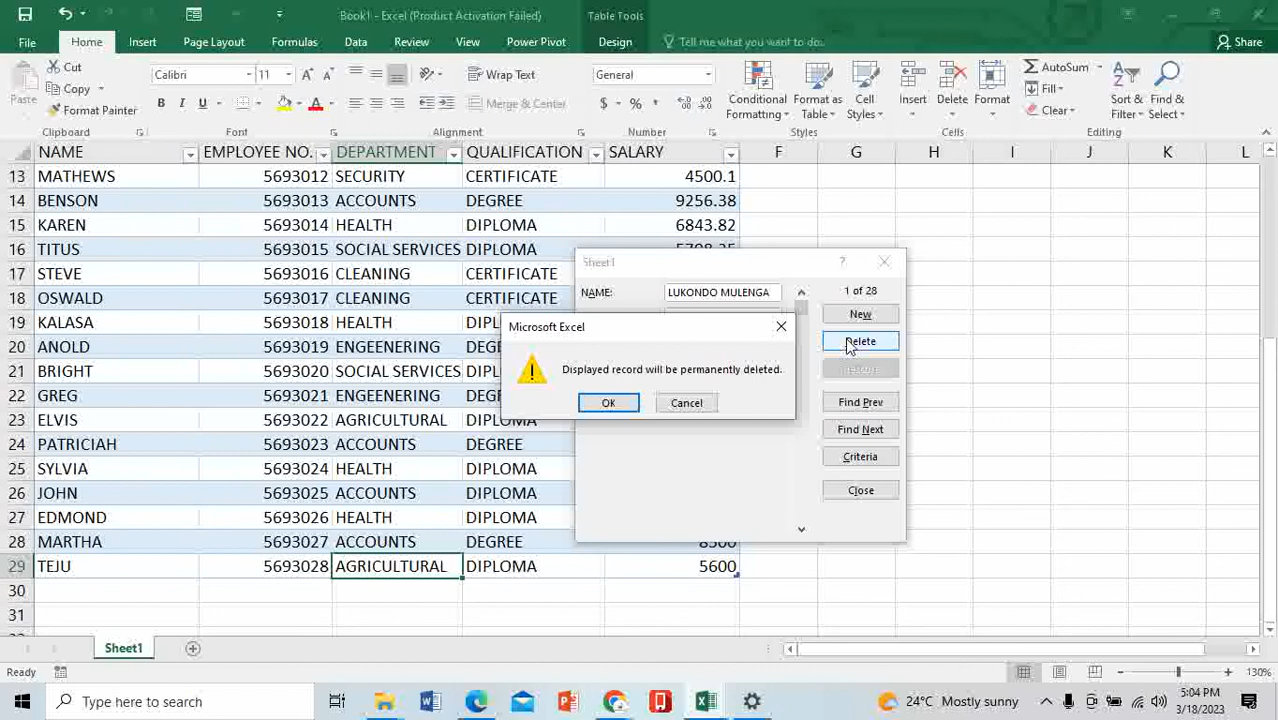 Book1 - Excel (Product Activation Failed)
Table Tools
File Home Insert Page Layout Formulas Data Review View Power Pivot Design Tell me what you want to do... Share
Paste
Cut
Copy
Format Painter
Clipboard
Calibri 11
B I U
Font
Wrap Text
Merge & Center
Alignment
General
$ % ,
Number
Conditional Formatting
Format as Table
Cell Styles
Styles
Insert Delete Format
Cells
AutoSum
Fill
Clear
Sort & Filter
Find & Select
Editing
NAME EMPLOYEE NO. DEPARTMENT QUALIFICATION SALARY F G H I J K L
13 MATHEWS 5693012 SECURITY CERTIFICATE 4500.1
14 BENSON 5693013 ACCOUNTS DEGREE 9256.38
15 KAREN 5693014 HEALTH DIPLOMA 6843.82
16 TITUS 5693015 SOCIAL SERVICES DIPLOMA
17 STEVE 5693016 CLEANING CERTIFICATE
18 OSWALD 5693017 CLEANING CERTIFICATE
19 KALASA 5693018 HEALTH
20 ANOLD 5693019 ENGEENERING
21 BRIGHT 5693020 SOCIAL SERVICES
22 GREG 5693021 ENGEENERING
23 ELVIS 5693022 AGRICULTURAL
24 PATRICIAH 5693023 ACCOUNTS DEGREE
25 SYLVIA 5693024 HEALTH DIPLOMA
26 JOHN 5693025 ACCOUNTS DIPLOMA
27 EDMOND 5693026 HEALTH DIPLOMA
28 MARTHA 5693027 ACCOUNTS DEGREE 8500
29 TEJU 5693028 AGRICULTURAL DIPLOMA 5600
30
31
Sheet1
NAME: LUKONDO MULENGA
1 of 28
New
Delete
Find Prev
Find Next
Criteria
Close
Microsoft Excel
Displayed record will be permanently deleted.
OK Cancel
Sheet1
Ready
130%
Type here to search
24°C Mostly sunny
5:04 PM
3/18/2023